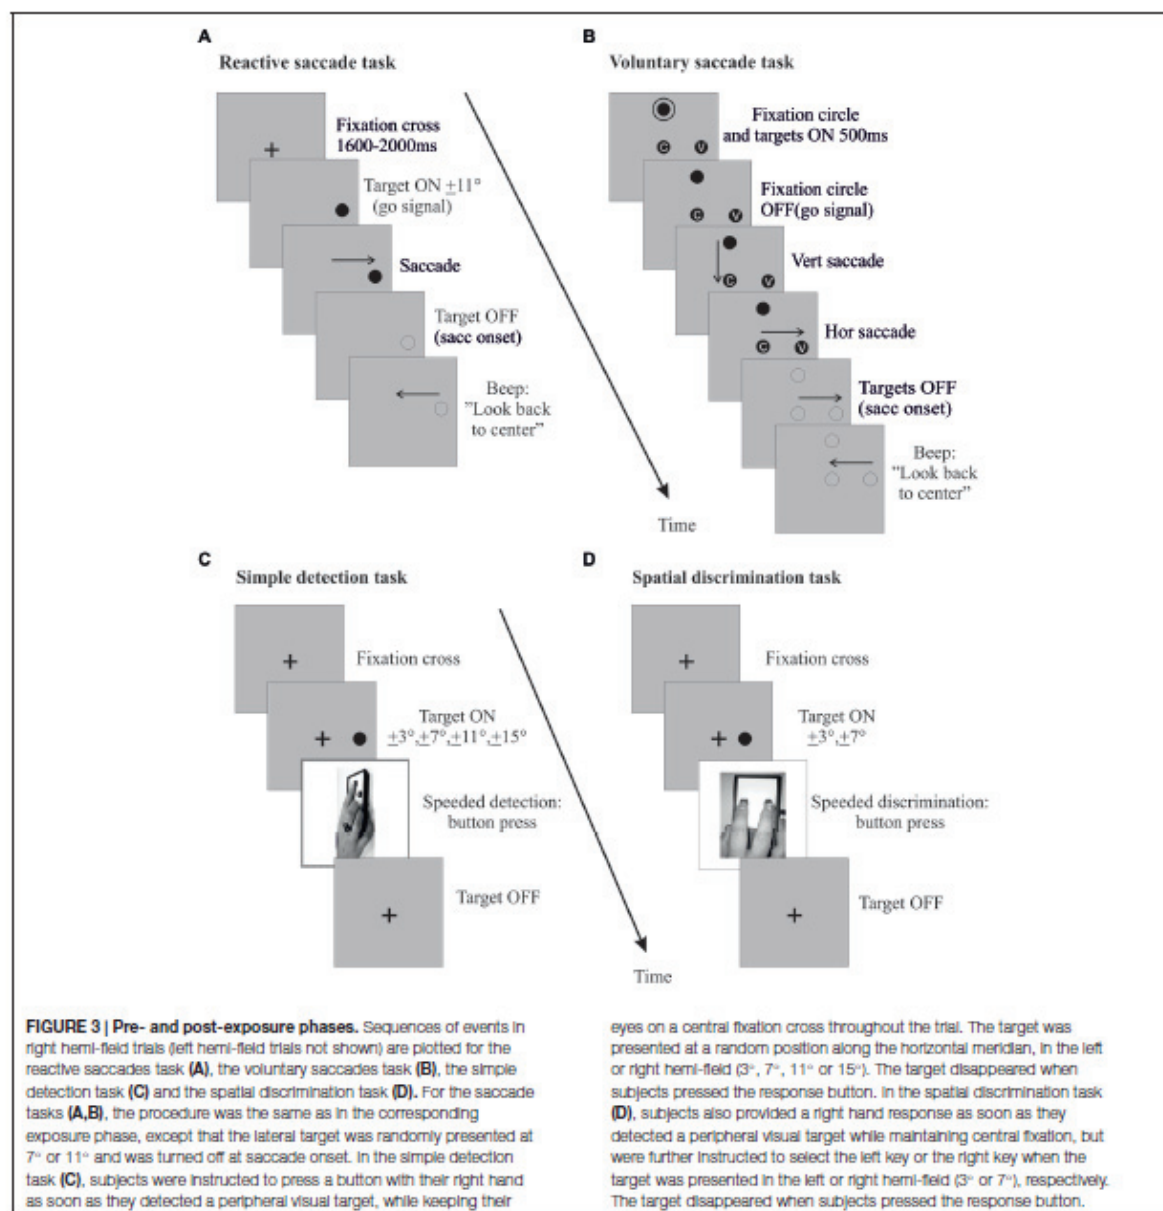 A
Reactive saccade task
Fixation cross
1600-2000ms
Target ON ±11°
(go signal)
Saccade
Target OFF
(sacc onset)
Beep:
"Look back
to center"
B
Voluntary saccade task
C V
Fixation circle
and targets ON 500ms
C V
Fixation circle
OFF(go signal)
C V
Vert saccade
C V
Hor saccade
Targets OFF
(sacc onset)
Beep:
"Look back
to center"
Time
C
Simple detection task
Fixation cross
Target ON
±3°,±7°,±11°,±15°
Speeded detection:
button press
Target OFF
D
Spatial discrimination task
Fixation cross
Target ON
±3°,±7°
Speeded discrimination:
button press
Target OFF
Time
FIGURE 3 | Pre- and post-exposure phases. Sequences of events in
right hemi-field trials (left hemi-field trials not shown) are plotted for the
reactive saccades task (A), the voluntary saccades task (B), the simple
detection task (C) and the spatial discrimination task (D). For the saccade
tasks (A,B), the procedure was the same as in the corresponding
exposure phase, except that the lateral target was randomly presented at
7° or 11° and was turned off at saccade onset. In the simple detection
task (C), subjects were instructed to press a button with their right hand
as soon as they detected a peripheral visual target, while keeping their
eyes on a central fixation cross throughout the trial. The target was
presented at a random position along the horizontal meridian, in the left
or right hemi-field (3°, 7°, 11° or 15°). The target disappeared when
subjects pressed the response button. In the spatial discrimination task
(D), subjects also provided a right hand response as soon as they
detected a peripheral visual target while maintaining central fixation, but
were further instructed to select the left key or the right key when the
target was presented in the left or right hemi-field (3° or 7°), respectively.
The target disappeared when subjects pressed the response button.